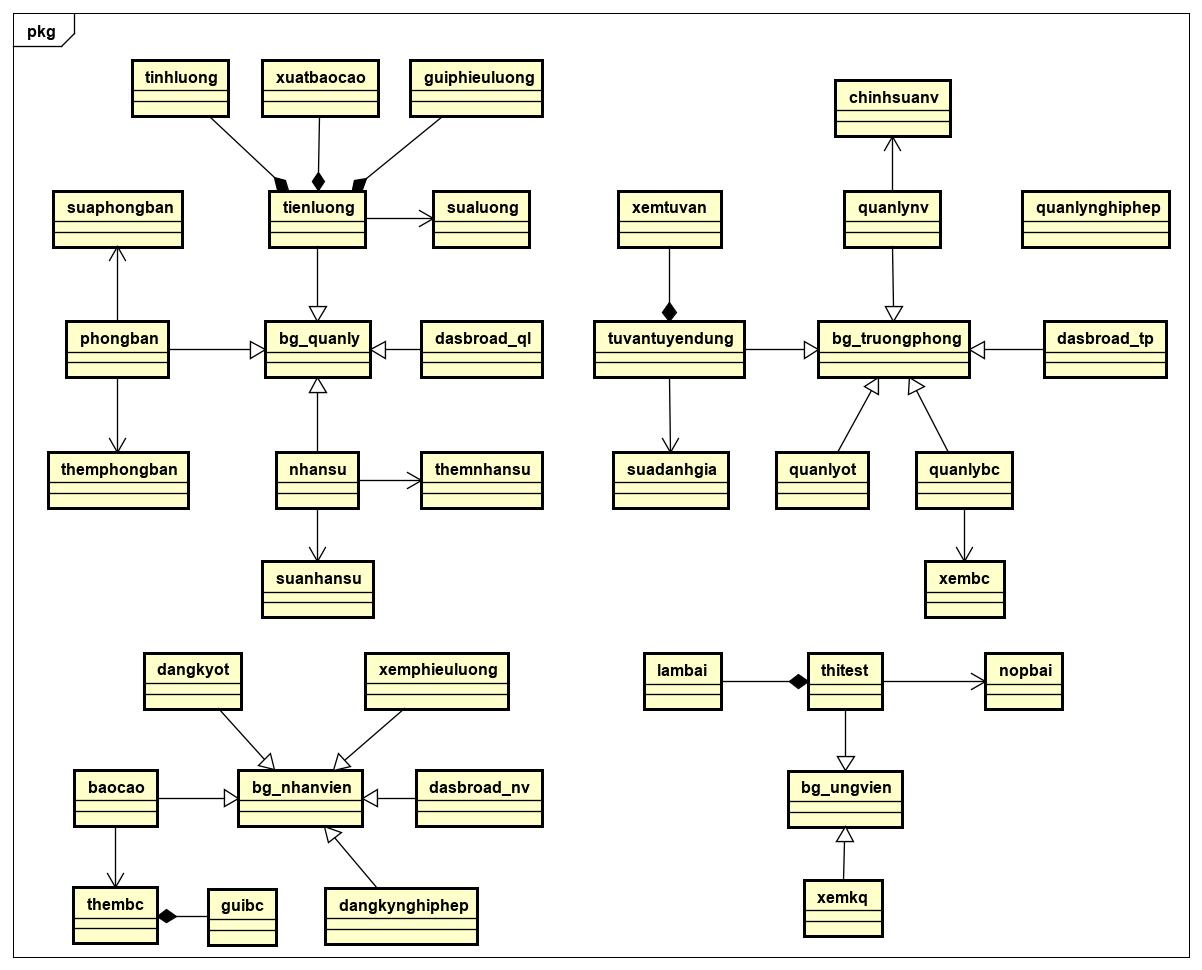 pkg
tinhluong
xuatbaocao
guiphieuluong
chinhsuanv
suaphongban
tienluong
sualuong
xemtuvan
quanlynv
quanlynghiphep
phongban
bg_quanly
dasbroad_ql
tuvantuyendung
bg_truongphong
dasbroad_tp
themphongban
nhansu
themnhansu
suadanhgia
quanlyot
quanlybc
suanhansu
xembc
dangkyot
xemphieuluong
lambai
thitest
nopbai
baocao
bg_nhanvien
dasbroad_nv
bg_ungvien
thembc
guibc
dangkynghiphep
xemkq